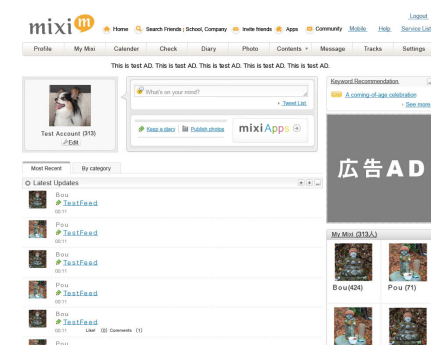 Logout
mixi
Home Search Friends | School, Company Invite friends Apps Community Mobile Help Service List
Profile My Mixi Calender Check Diary Photo Contents Message Tracks Settings
This is test AD. This is test AD. This is test AD. This is test AD. This is test AD.
What's on your mind?
Tweet List
Keep a diary Publish photos mixi Apps
Test Account (313)
Edit
Keyword Recommendation
A coming-of-age celebration
See more
広告AD
Most Recent By category
Latest Updates
Bou
TestFeed
00:11
Pou
TestFeed
00:11
Bou
TestFeed
00:11
Pou
TestFeed
00:11
Bou
TestFeed
00:11 Like! (0) Comments (1)
Pou
My Mixi (313人)
Bou(424) Pou (71)